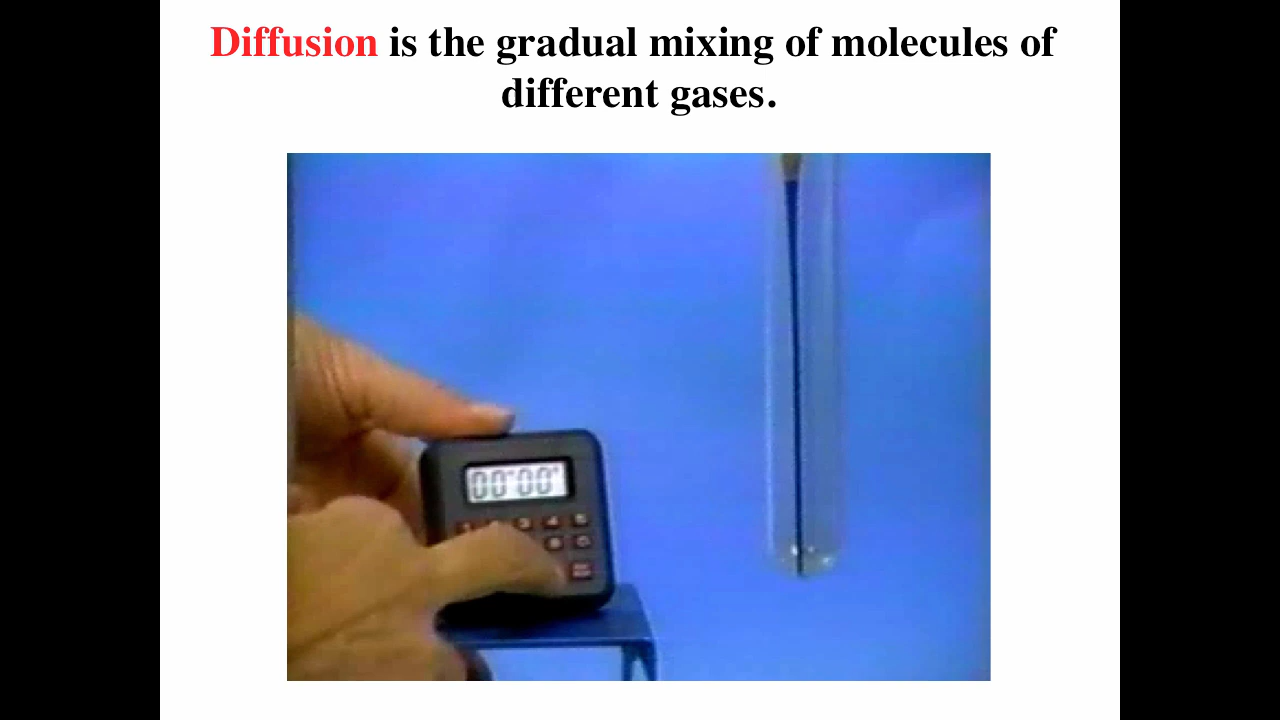 Diffusion is the gradual mixing of molecules of
different gases.
00'00"